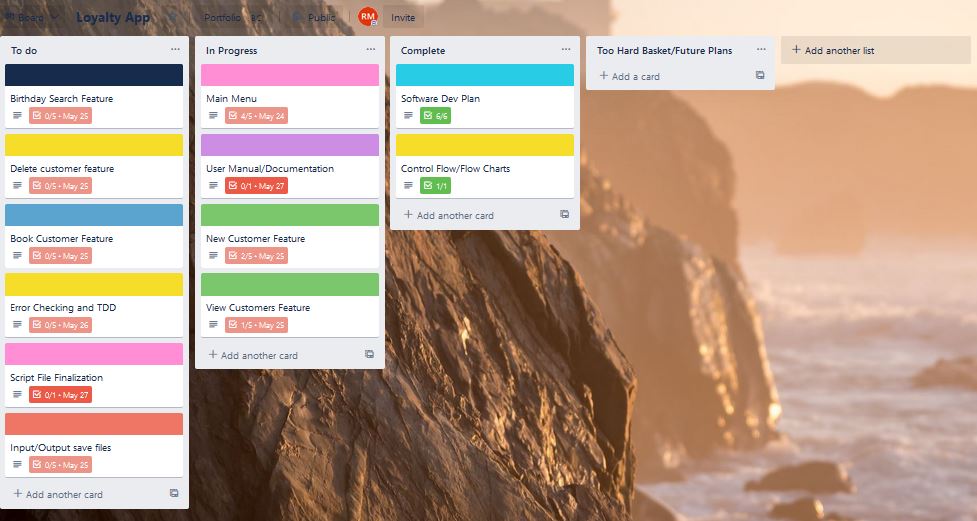 Board
Loyalty App
Portfolio
BC
Public
RM
Invite
To do
Birthday Search Feature
0/5 • May 25
Delete customer feature
0/5 • May 25
Book Customer Feature
0/5 • May 25
Error Checking and TDD
0/5 • May 26
Script File Finalization
0/1 • May 27
Input/Output save files
0/5 • May 25
+ Add another card
In Progress
Main Menu
4/5 • May 24
User Manual/Documentation
0/1 • May 27
New Customer Feature
2/5 • May 25
View Customers Feature
1/5 • May 25
+ Add another card
Complete
Software Dev Plan
6/6
Control Flow/Flow Charts
1/1
+ Add another card
Too Hard Basket/Future Plans
+ Add a card
+ Add another list